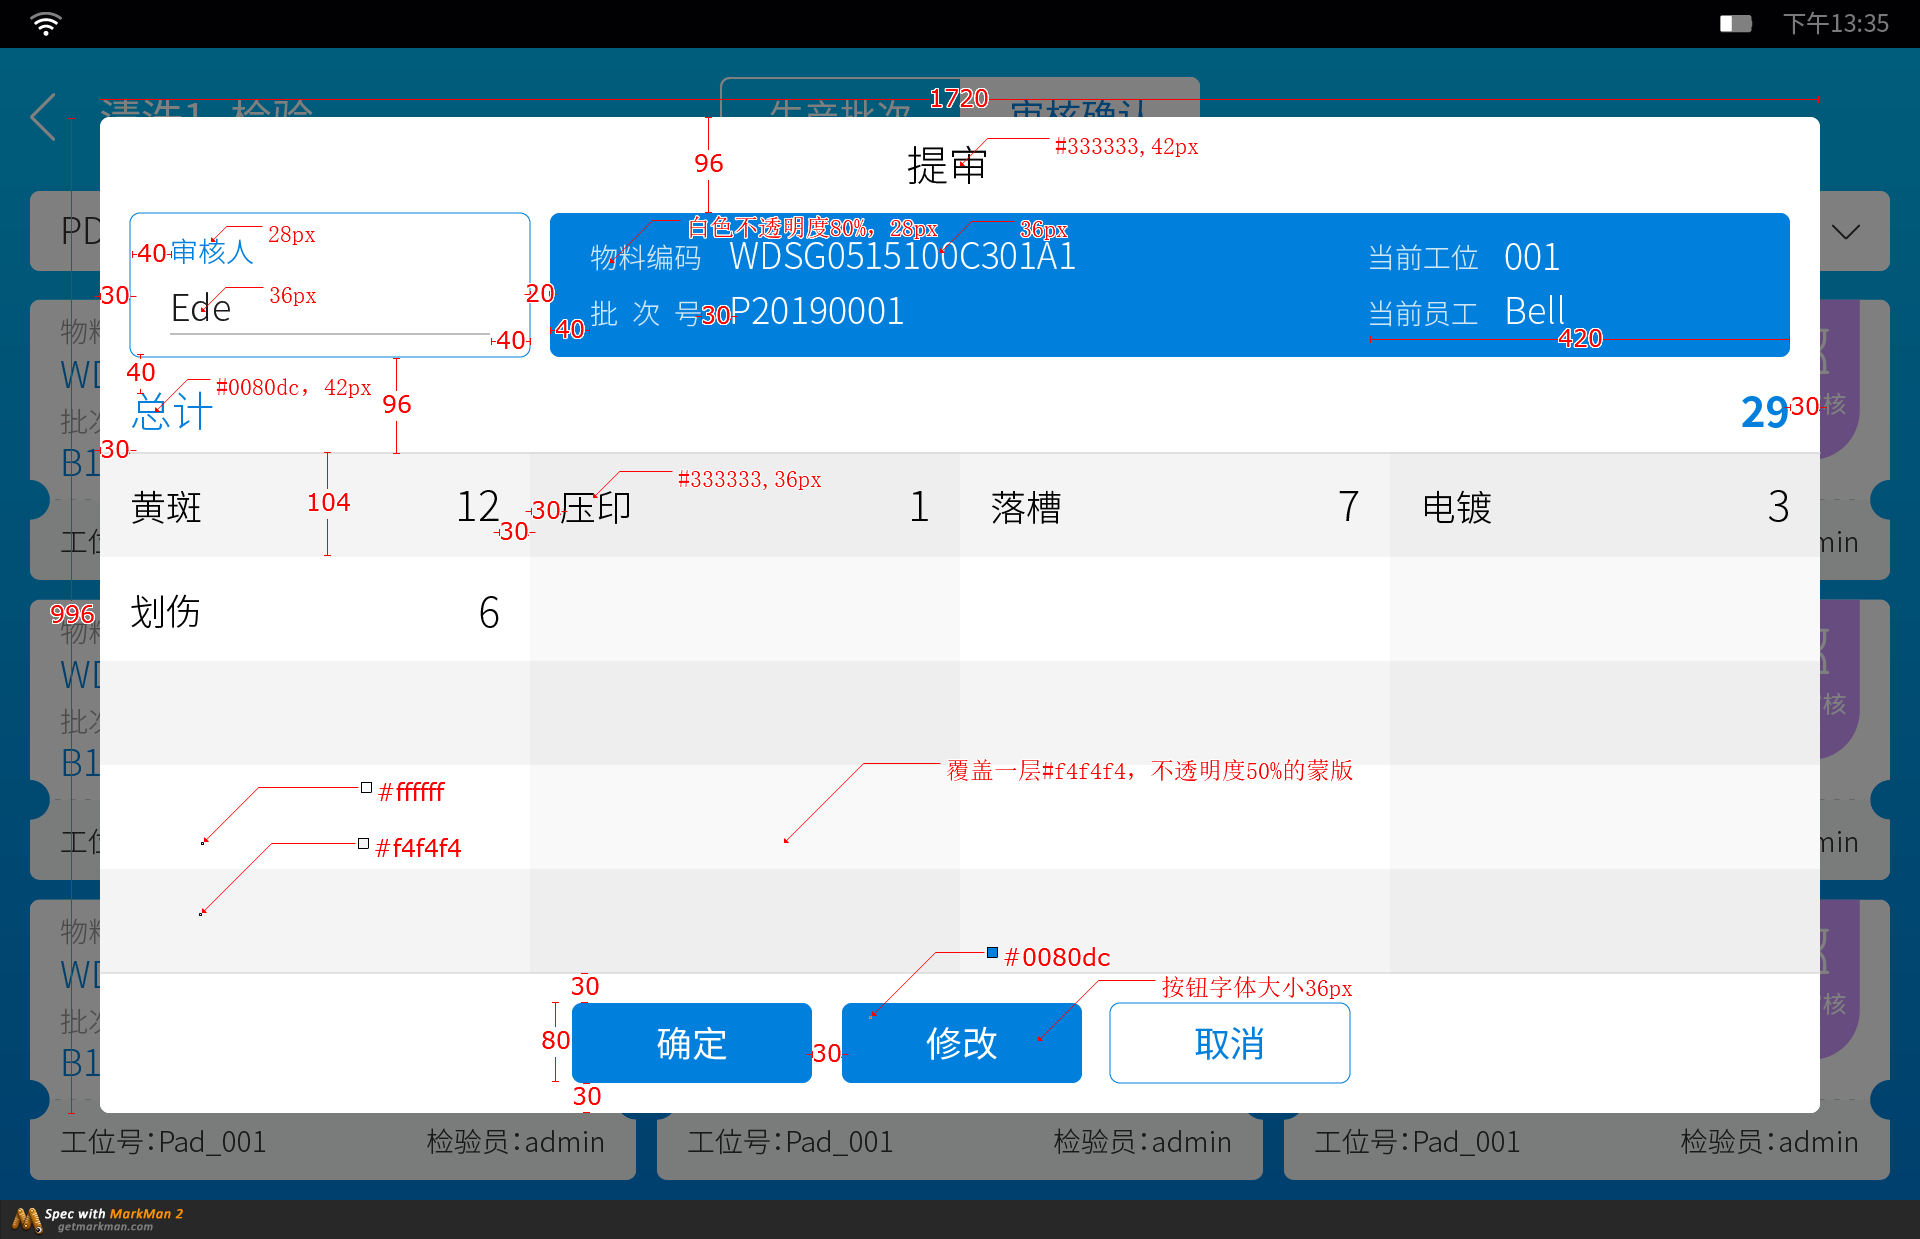 下午13:35
清洗1 检验
生产批次
1720
审核确认
提审
#333333, 42px
96
PD
审核人
28px
40
30
Ede
36px
40
20
白色不透明度80%, 28px
36px
物料编码 WDSG0515100C301A1
当前工位 001
批 次 号 30 P20190001
40
当前员工 Bell
420
40
#0080dc, 42px
96
总计
29
30
30
#333333, 36px
黄斑 12
104
30
30
压印 1
落槽 7
电镀 3
划伤 6
996
覆盖一层#f4f4f4, 不透明度50%的蒙版
#ffffff
#f4f4f4
#0080dc
按钮字体大小36px
30
80
确定
30
修改
取消
30
物料
WD
批次
B1
工位
核
min
物料
WD
批次
B1
工位
核
min
物料
WD
批次
B1
核
工位号：Pad_001 检验员：admin
工位号：Pad_001 检验员：admin
工位号：Pad_001 检验员：admin
Spec with MarkMan 2
getmarkman.com